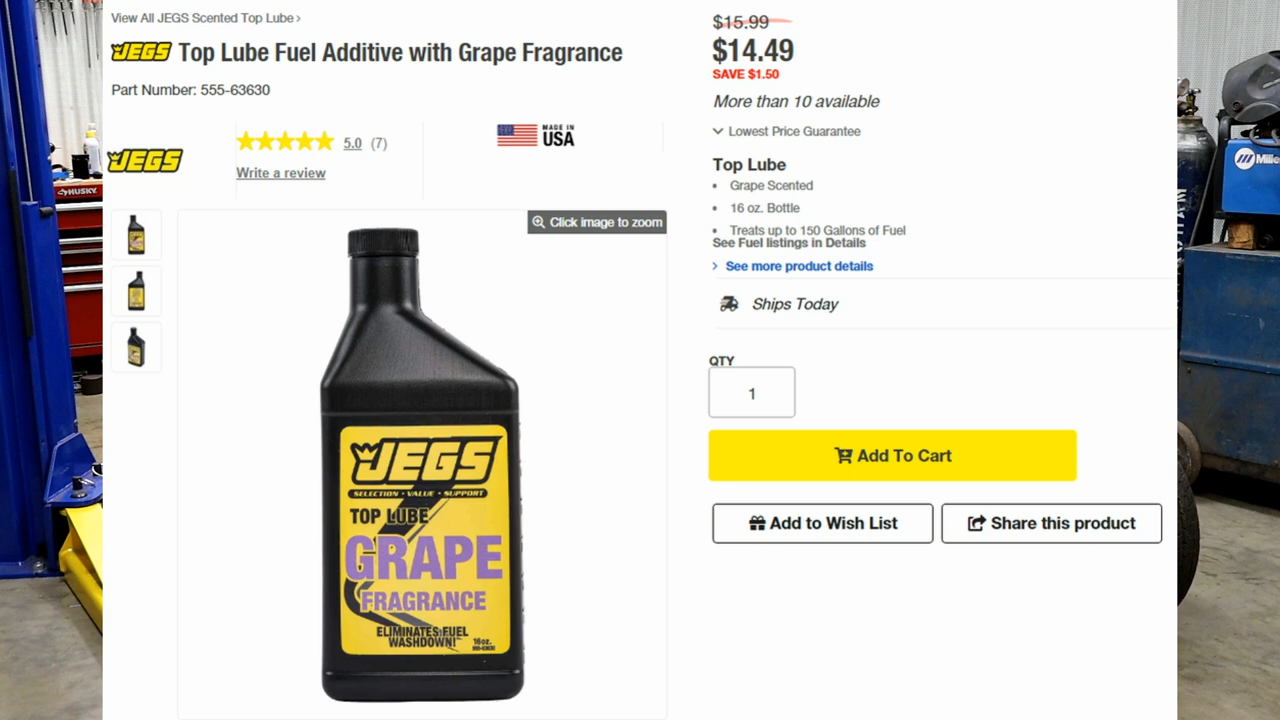 View All JEGS Scented Top Lube ›
JEGS Top Lube Fuel Additive with Grape Fragrance
Part Number: 555-63630
JEGS
5.0 (7)
Write a review
MADE IN
USA
Click image to zoom
JEGS
SELECTION • VALUE • SUPPORT
TOP LUBE
GRAPE
FRAGRANCE
ELIMINATES FUEL
WASHDOWN!
16oz.
$15.99
$14.49
SAVE $1.50
More than 10 available
Lowest Price Guarantee
Top Lube
• Grape Scented
• 16 oz. Bottle
• Treats up to 150 Gallons of Fuel
See Fuel listings in Details
› See more product details
Ships Today
QTY
1
Add To Cart
Add to Wish List
Share this product
HUSKY